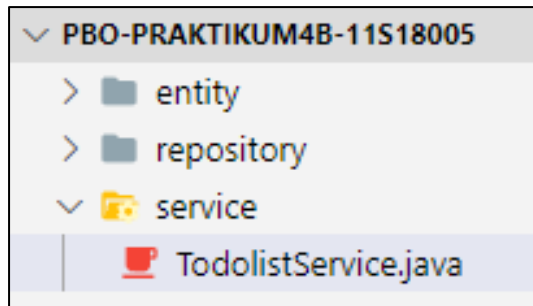 PBO-PRAKTIKUM4B-11S18005
entity
repository
service
TodolistService.java